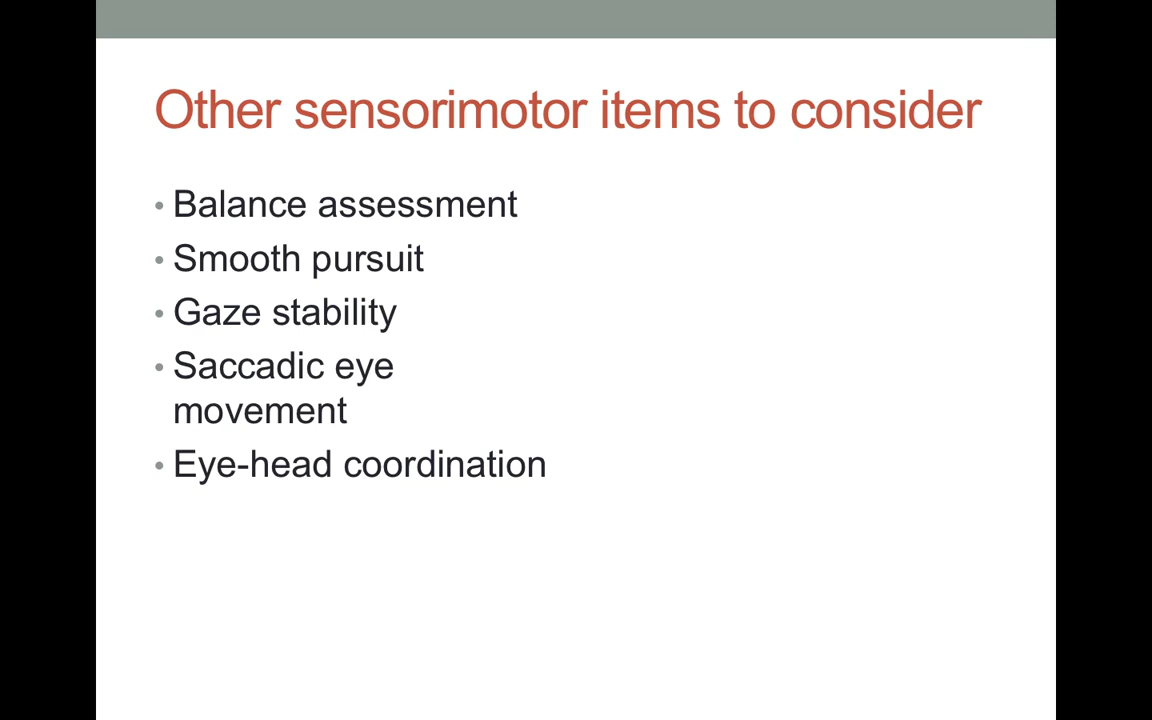 Other sensorimotor items to consider
• Balance assessment
• Smooth pursuit
• Gaze stability
• Saccadic eye
movement
• Eye-head coordination